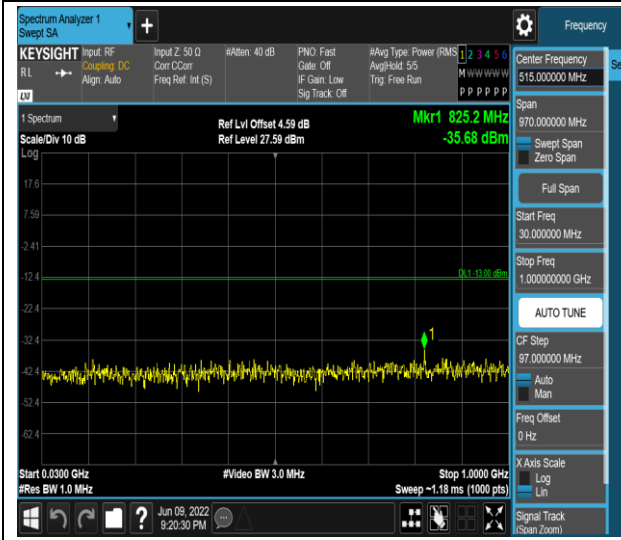 Spectrum Analyzer 1
Swept SA
Frequency
KEYSIGHT
RL
Input: RF
Coupling: DC
Align: Auto
Input Z: 50 Ω
Corr CCorr
Freq Ref: Int (S)
#Atten: 40 dB
PNO: Fast
Gate: Off
IF Gain: Low
Sig Track: Off
#Avg Type: Power (RMS
Avg|Hold: 5/5
Trig: Free Run
1 2 3 4 5 6
M W W W W W
P P P P P P
LXI
1 Spectrum
Scale/Div 10 dB
Ref Lvl Offset 4.59 dB
Ref Level 27.59 dBm
Mkr1 825.2 MHz
-35.68 dBm
Log
17.6
7.59
-2.41
-12.4
-22.4
-32.4
-42.4
-52.4
-62.4
DL1 -13.00 dBm
1
Start 0.0300 GHz
#Res BW 1.0 MHz
#Video BW 3.0 MHz
Stop 1.0000 GHz
Sweep ~1.18 ms (1000 pts)
Jun 09, 2022
9:20:30 PM
?
Center Frequency
515.000000 MHz
Se
Span
970.000000 MHz
Swept Span
Zero Span
Full Span
Start Freq
30.000000 MHz
Stop Freq
1.000000000 GHz
AUTO TUNE
CF Step
97.000000 MHz
Auto
Man
Freq Offset
0 Hz
X Axis Scale
Log
Lin
Signal Track
(Span Zoom)